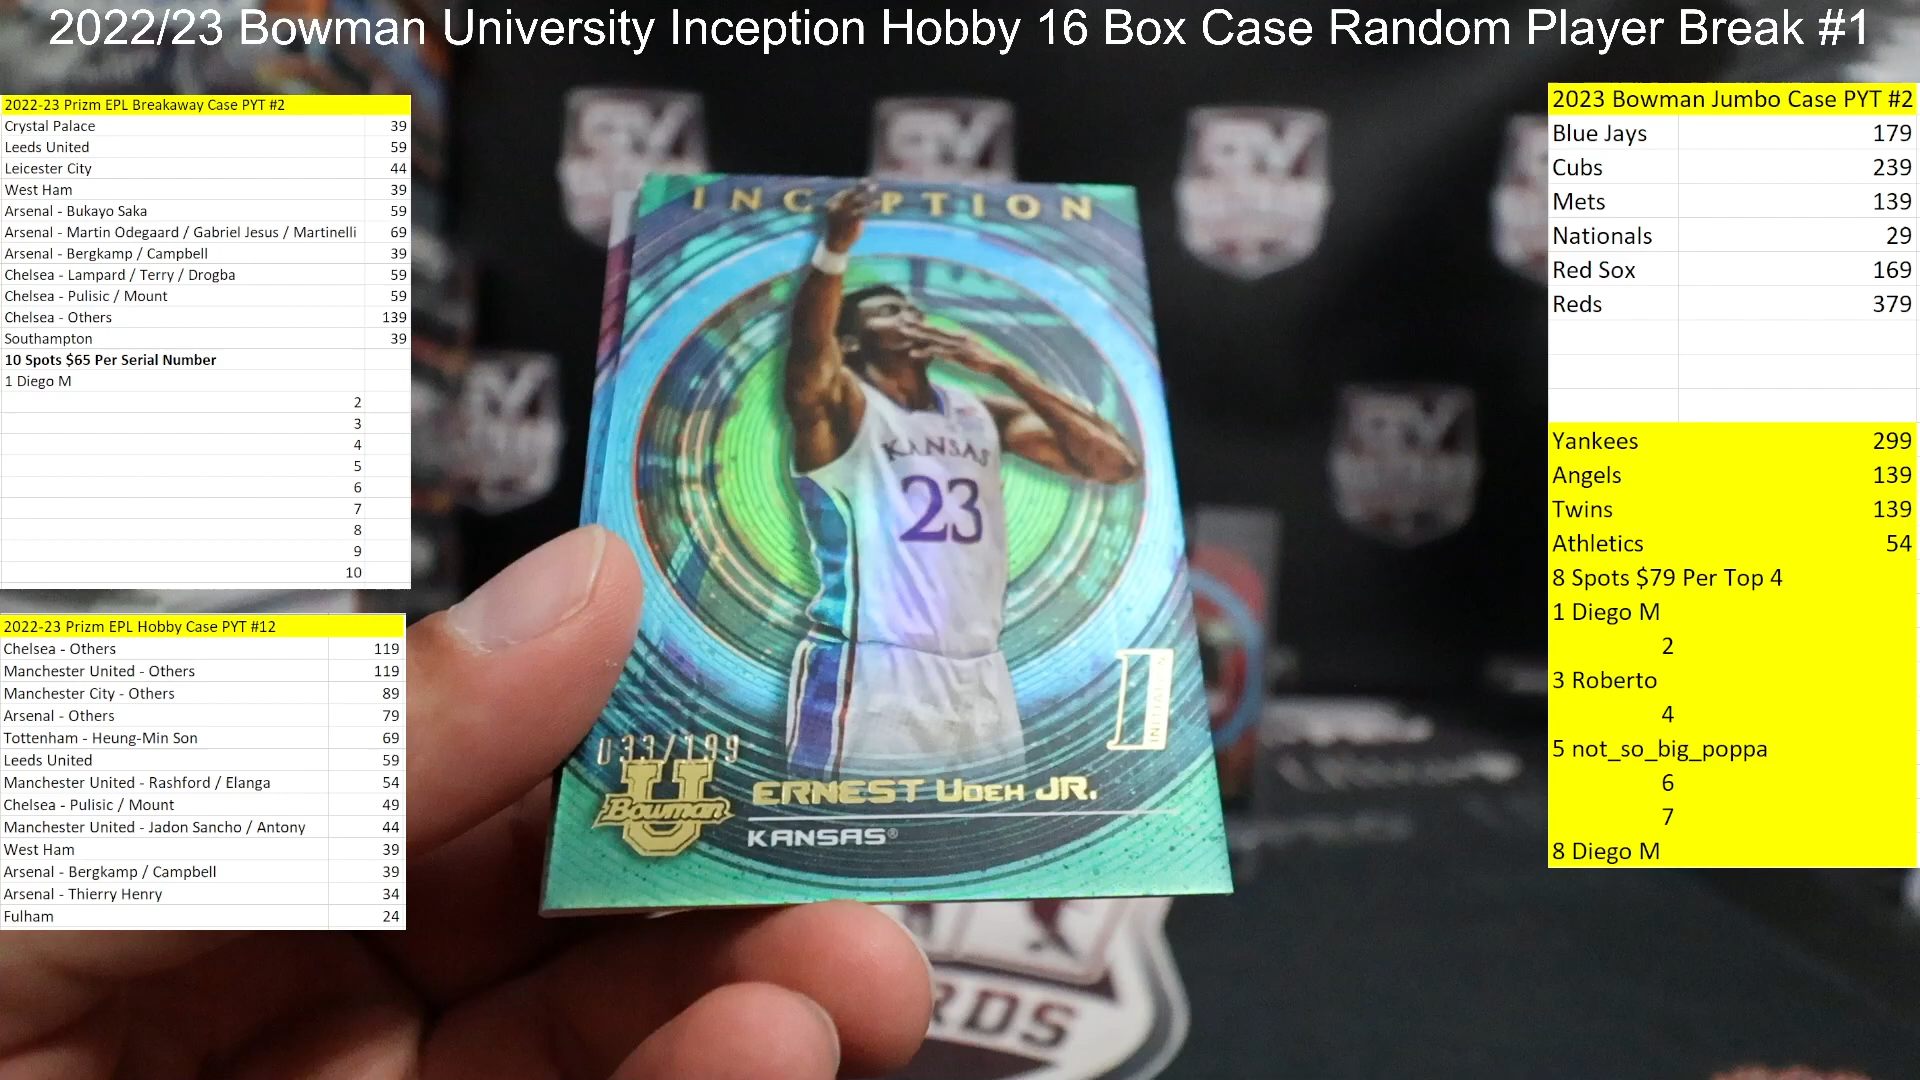 2022/23 Bowman University Inception Hobby 16 Box Case Random Player Break #1
2022-23 Prizm EPL Breakaway Case PYT #2
Crystal Palace 39
Leeds United 59
Leicester City 44
West Ham 39
Arsenal - Bukayo Saka 59
Arsenal - Martin Odegaard / Gabriel Jesus / Martinelli 69
Arsenal - Bergkamp / Campbell 39
Chelsea - Lampard / Terry / Drogba 59
Chelsea - Pulisic / Mount 59
Chelsea - Others 139
Southampton 39
10 Spots $65 Per Serial Number
1 Diego M
2
3
4
5
6
7
8
9
10
2022-23 Prizm EPL Hobby Case PYT #12
Chelsea - Others 119
Manchester United - Others 119
Manchester City - Others 89
Arsenal - Others 79
Tottenham - Heung-Min Son 69
Leeds United 59
Manchester United - Rashford / Elanga 54
Chelsea - Pulisic / Mount 49
Manchester United - Jadon Sancho / Antony 44
West Ham 39
Arsenal - Bergkamp / Campbell 39
Arsenal - Thierry Henry 34
Fulham 24
INCEPTION
KANSAS
23
033/199
U
Bowman
ERNEST UDEH JR.
KANSAS®
2023 Bowman Jumbo Case PYT #2
Blue Jays 179
Cubs 239
Mets 139
Nationals 29
Red Sox 169
Reds 379
Yankees 299
Angels 139
Twins 139
Athletics 54
8 Spots $79 Per Top 4
1 Diego M
2
3 Roberto
4
5 not_so_big_poppa
6
7
8 Diego M